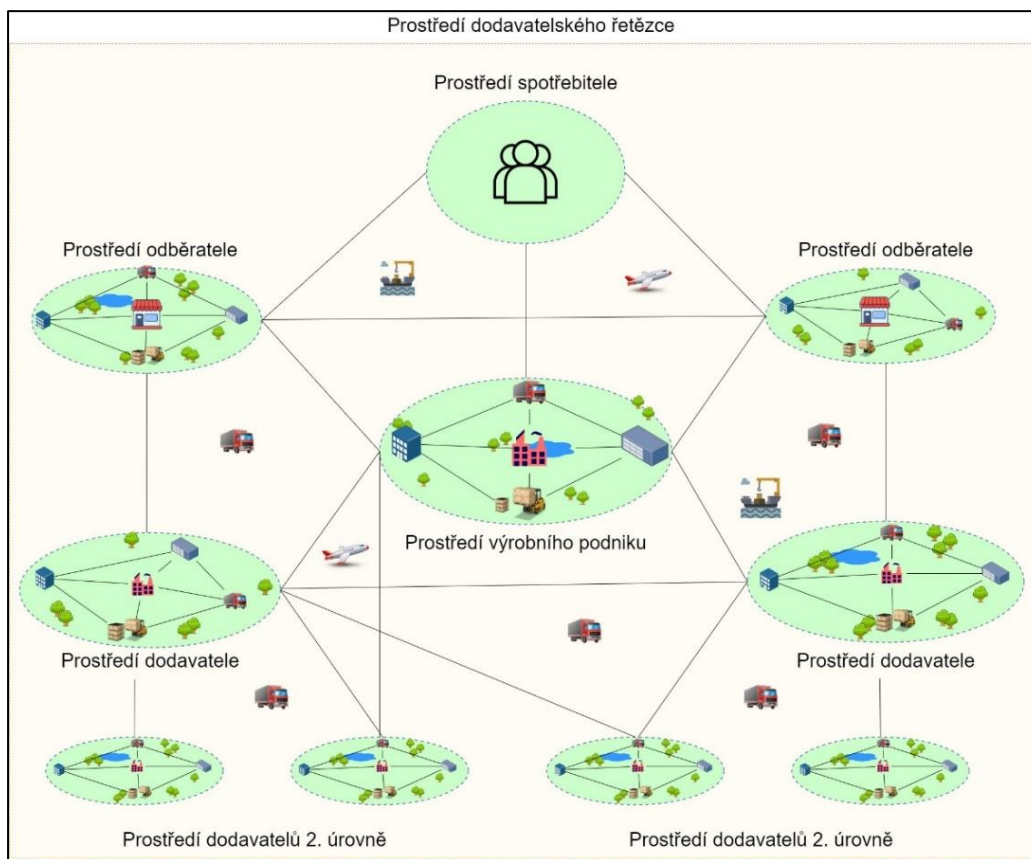 Prostředí dodavatelského řetězce
Prostředí spotřebitele
Prostředí odběratele
Prostředí odběratele
Prostředí výrobního podniku
Prostředí dodavatele
Prostředí dodavatele
Prostředí dodavatelů 2. úrovně
Prostředí dodavatelů 2. úrovně